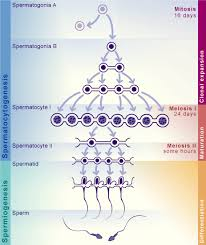 Spermatogonia A
Mitosis
16 days
Spermatogonia B
Spermatocyte I
Meiosis I
24 days
Spermatocyte II
Meiosis II
some hours
Spermatid
Sperm
Spermatocytogenesis
Spermiogenesis
Clonal expansion
Maturation
Differentiation